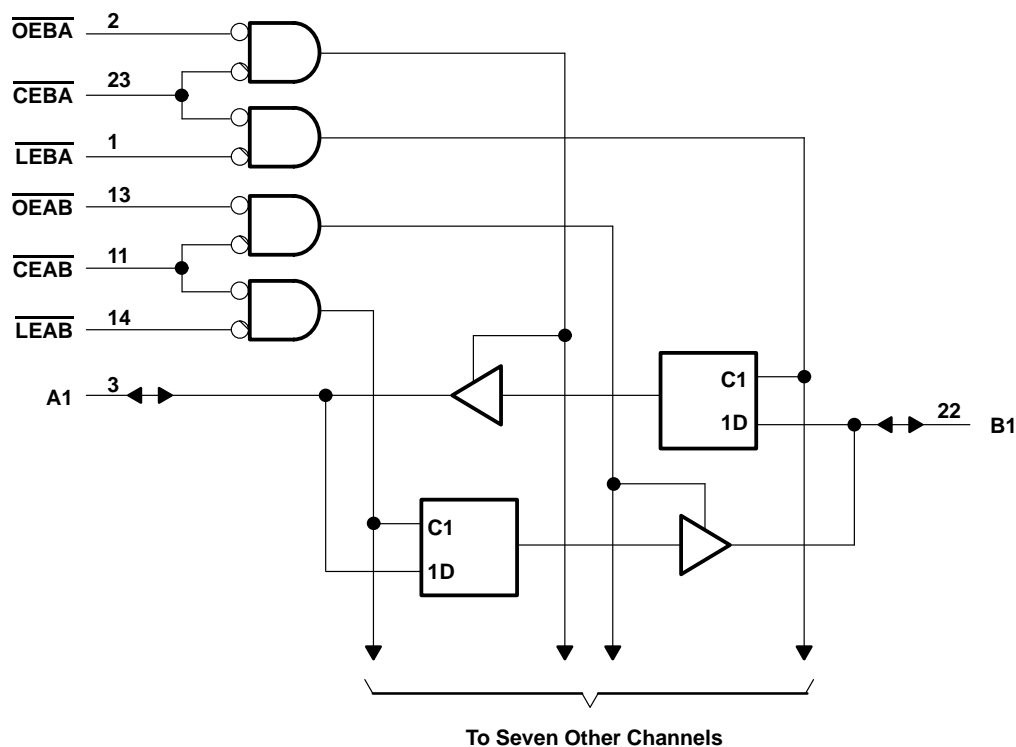 OEBA 2
CEBA 23
LEBA 1
OEAB 13
CEAB 11
LEAB 14
A1 3
C1
1D
22 B1
C1
1D
To Seven Other Channels